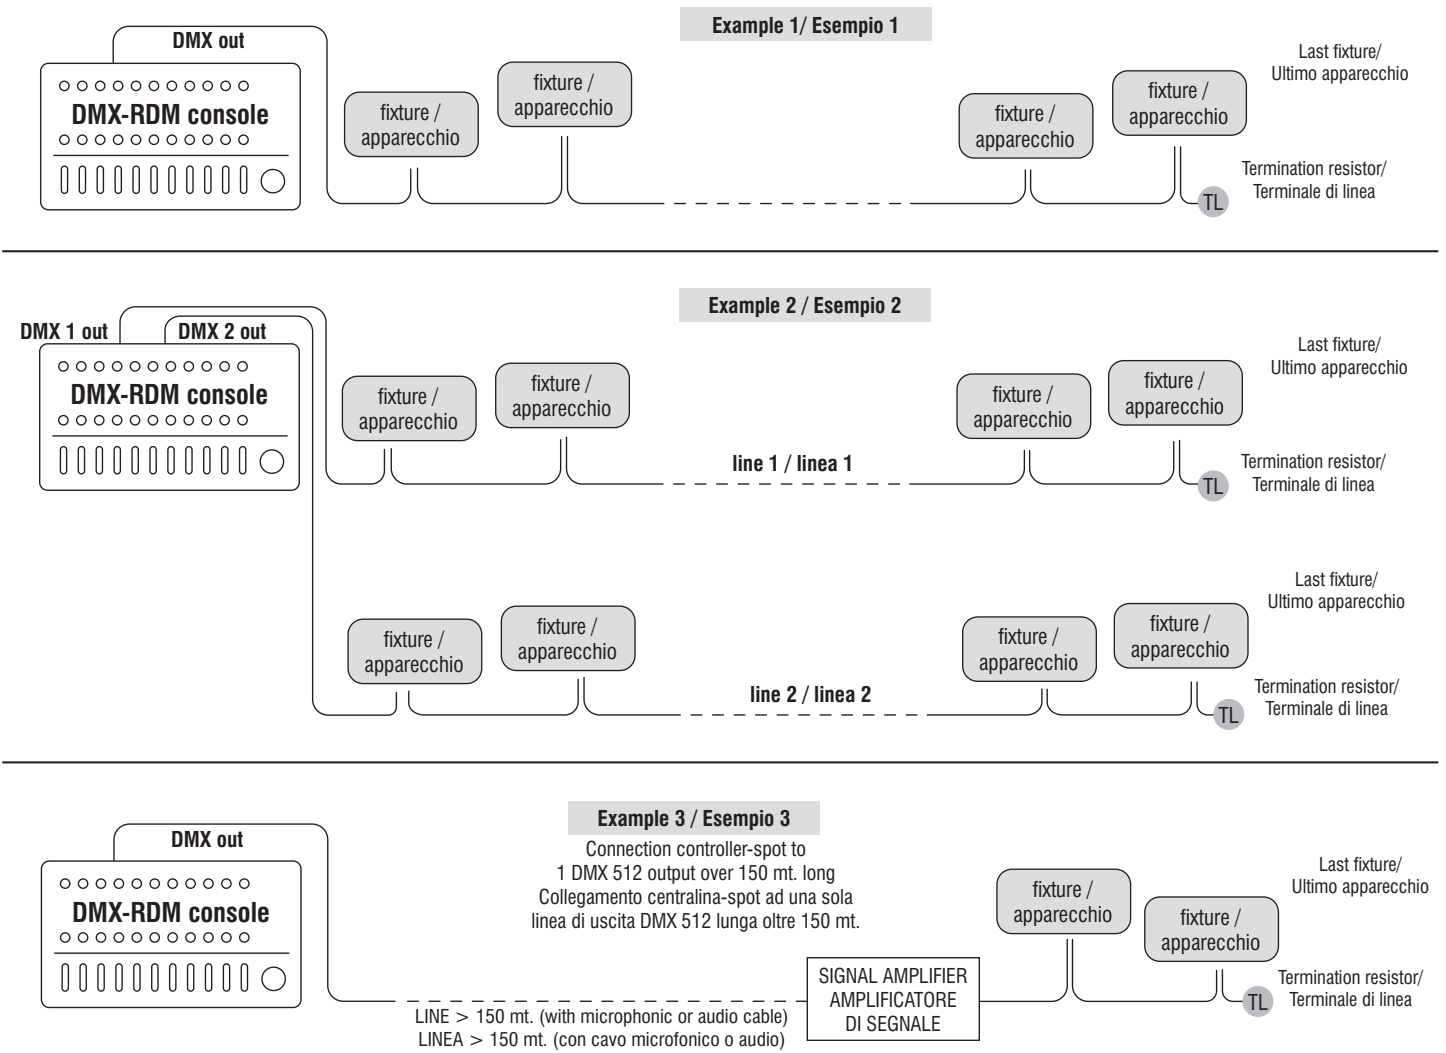 Example 1/ Esempio 1
DMX out
DMX-RDM console
fixture /
apparecchio
fixture /
apparecchio
fixture /
apparecchio
fixture /
apparecchio
Last fixture/
Ultimo apparecchio
Termination resistor/
Terminale di linea
TL
Example 2 / Esempio 2
DMX 1 out
DMX 2 out
DMX-RDM console
fixture /
apparecchio
fixture /
apparecchio
line 1 / linea 1
fixture /
apparecchio
fixture /
apparecchio
Last fixture/
Ultimo apparecchio
Termination resistor/
Terminale di linea
TL
fixture /
apparecchio
fixture /
apparecchio
line 2 / linea 2
fixture /
apparecchio
fixture /
apparecchio
Last fixture/
Ultimo apparecchio
Termination resistor/
Terminale di linea
TL
Example 3 / Esempio 3
Connection controller-spot to
1 DMX 512 output over 150 mt. long
Collegamento centralina-spot ad una sola
linea di uscita DMX 512 lunga oltre 150 mt.
DMX out
DMX-RDM console
LINE > 150 mt. (with microphonic or audio cable)
LINEA > 150 mt. (con cavo microfonico o audio)
SIGNAL AMPLIFIER
AMPLIFICATORE
DI SEGNALE
fixture /
apparecchio
fixture /
apparecchio
Last fixture/
Ultimo apparecchio
Termination resistor/
Terminale di linea
TL